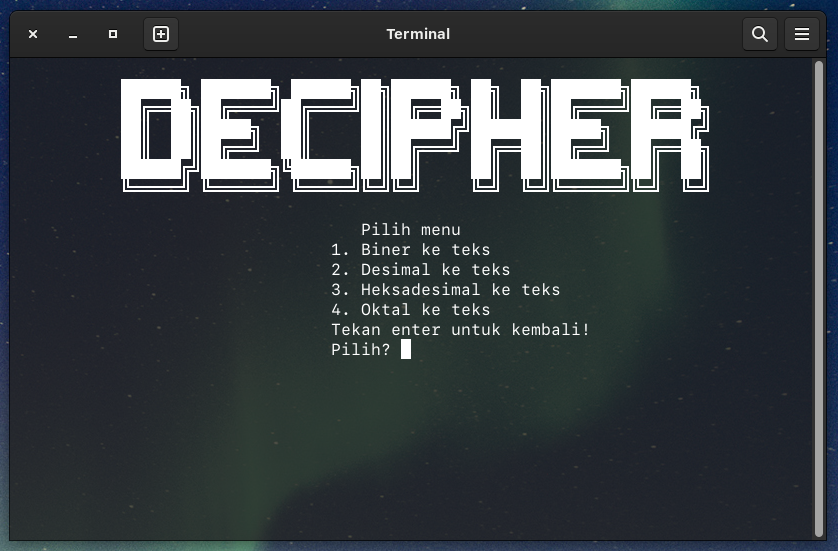 Terminal
DECIPHER
Pilih menu
1. Biner ke teks
2. Desimal ke teks
3. Heksadesimal ke teks
4. Oktal ke teks
Tekan enter untuk kembali!
Pilih?